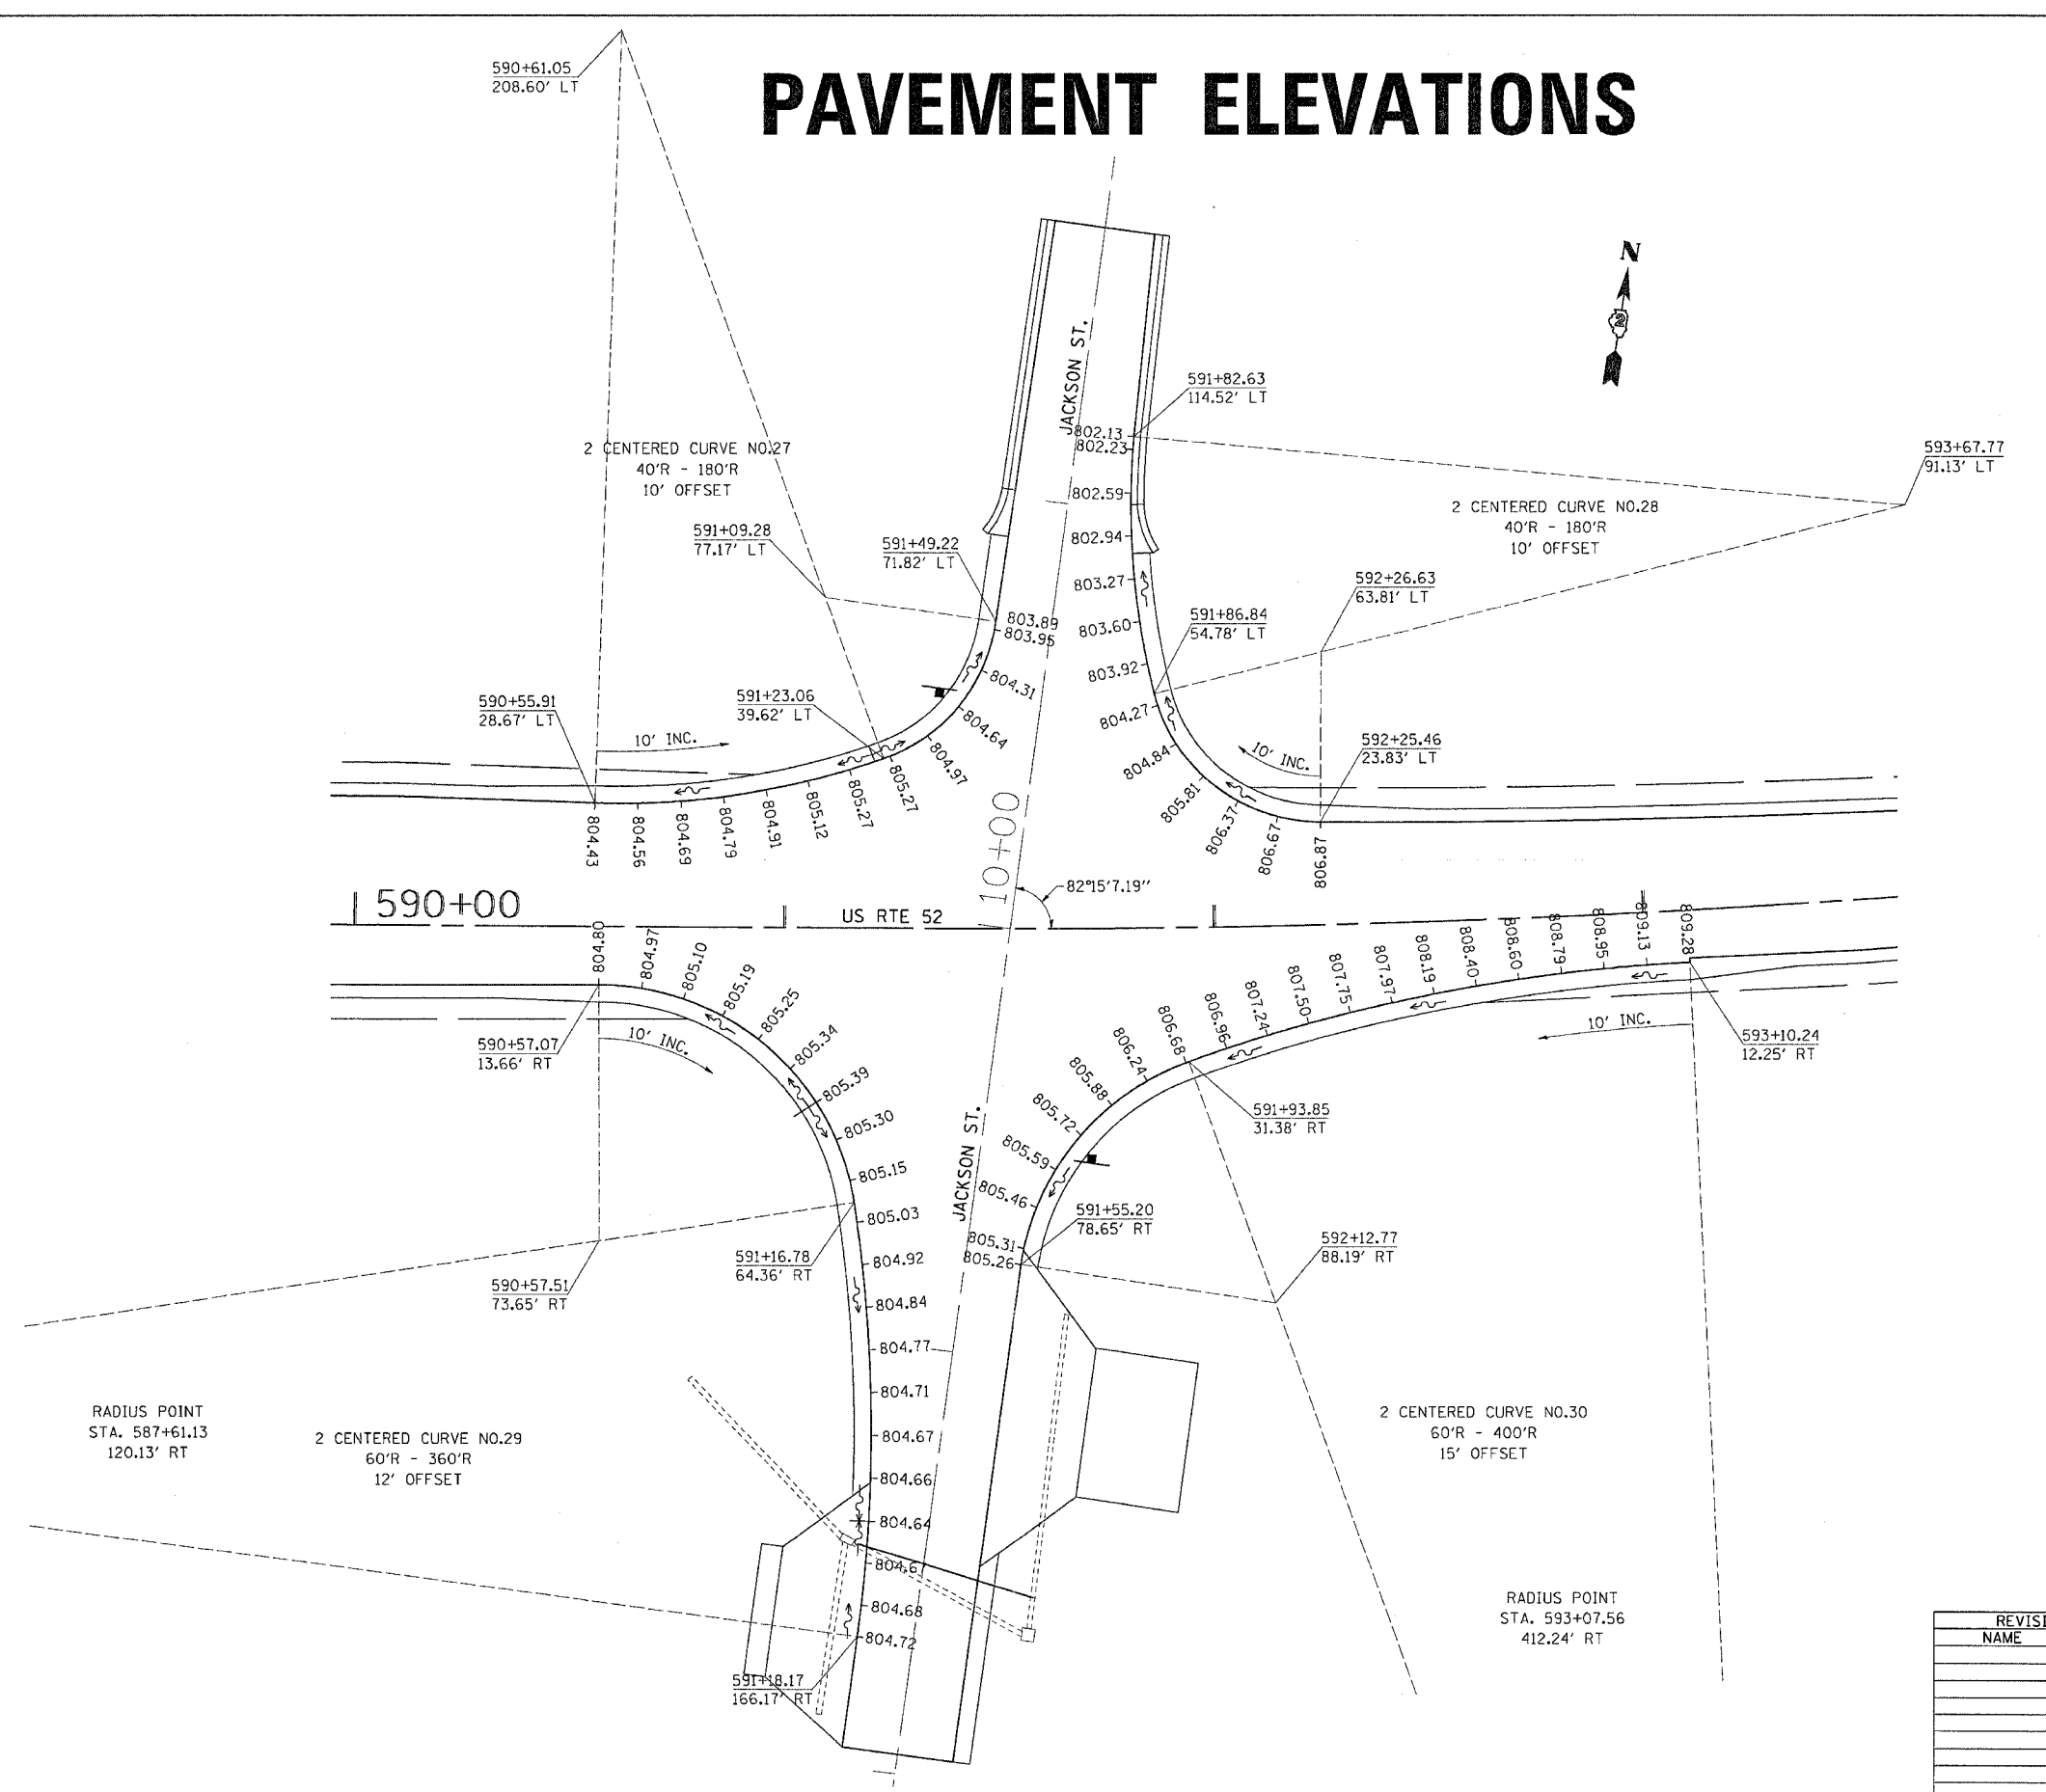 PAVEMENT ELEVATIONS
590+61.05
208.60' LT
N
2
JACKSON ST.
591+82.63
114.52' LT
802.13
802.23
802.59
802.94
803.27
803.60
803.92
804.27
804.84
805.81
806.37
806.67
806.87
593+67.77
91.13' LT
2 CENTERED CURVE NO.27
40'R - 180'R
10' OFFSET
2 CENTERED CURVE NO.28
40'R - 180'R
10' OFFSET
591+09.28
77.17' LT
591+49.22
71.82' LT
592+26.63
63.81' LT
591+86.84
54.78' LT
803.89
803.95
804.31
804.64
804.97
805.27
805.27
805.12
804.91
804.79
804.69
804.56
804.43
590+55.91
28.67' LT
591+23.06
39.62' LT
10' INC.
10' INC.
592+25.46
23.83' LT
10+00
82°15'7.19"
590+00
US RTE 52
804.80
804.97
805.10
805.19
805.25
805.34
805.39
805.30
805.15
805.03
804.92
804.84
804.77
804.71
804.67
804.66
804.64
804.6
804.68
804.72
809.28
809.13
808.95
808.79
808.60
808.40
808.19
807.97
807.75
807.50
807.24
806.96
806.68
806.24
805.88
805.72
805.59
805.46
805.31
805.26
590+57.07
13.66' RT
10' INC.
10' INC.
593+10.24
12.25' RT
591+93.85
31.38' RT
JACKSON ST.
591+55.20
78.65' RT
592+12.77
88.19' RT
591+16.78
64.36' RT
590+57.51
73.65' RT
RADIUS POINT
STA. 587+61.13
120.13' RT
2 CENTERED CURVE NO.29
60'R - 360'R
12' OFFSET
2 CENTERED CURVE NO.30
60'R - 400'R
15' OFFSET
RADIUS POINT
STA. 593+07.56
412.24' RT
591+18.17
166.17' RT
REVISI
NAME